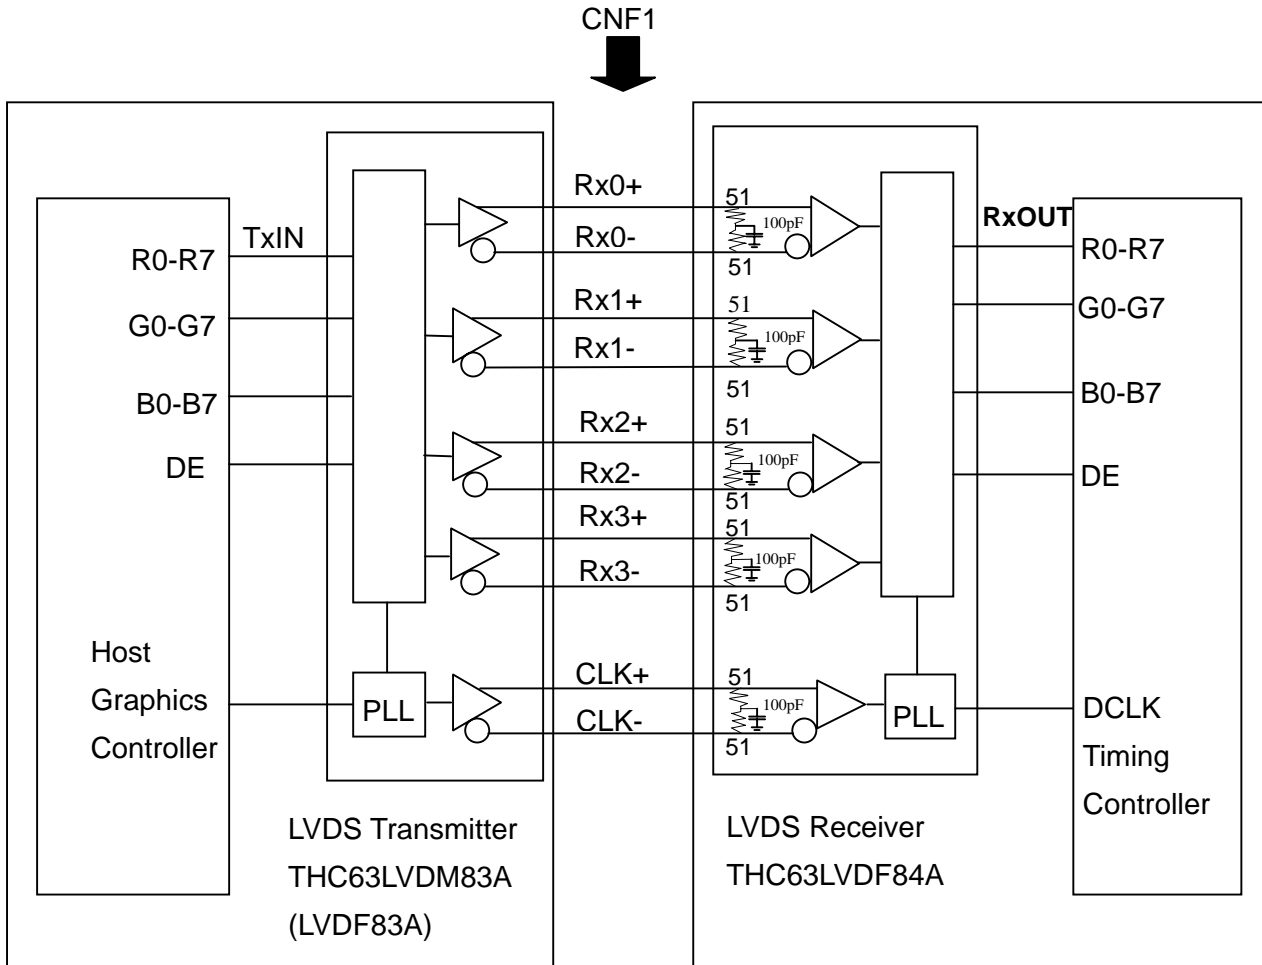 CNF1
Rx0+
51
TxIN
Rx0-
100pF
RxOUT
R0-R7
51
R0-R7
Rx1+
51
G0-G7
100pF
G0-G7
Rx1-
51
B0-B7
B0-B7
Rx2+
51
100pF
DE
Rx2-
DE
51
Rx3+
51
100pF
Rx3-
51
Host
Graphics
Controller
CLK+
51
100pF
PLL
CLK-
PLL
51
DCLK
Timing
Controller
LVDS Transmitter
THC63LVDM83A
(LVDF83A)
LVDS Receiver
THC63LVDF84A